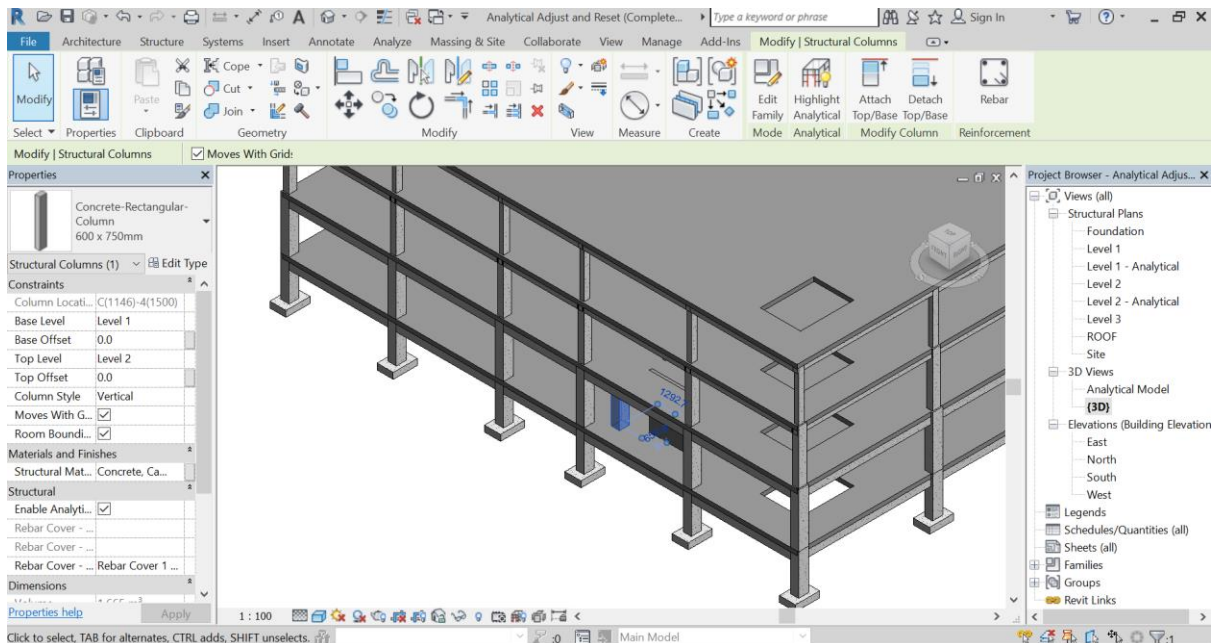 Analytical Adjust and Reset (Complete...
Type a keyword or phrase
Sign In
File Architecture Structure Systems Insert Annotate Analyze Massing & Site Collaborate View Manage Add-Ins Modify | Structural Columns
Modify
Paste
Cope
Cut
Join
Edit Family
Highlight Analytical
Attach Top/Base
Detach Top/Base
Rebar
Select Properties Clipboard Geometry Modify View Measure Create Mode Analytical Modify Column Reinforcement
Modify | Structural Columns Moves With Grids
Properties
Concrete-Rectangular-
Column
600 x 750mm
Structural Columns (1) Edit Type
Constraints
Column Locati... C(1146)-4(1500)
Base Level Level 1
Base Offset 0.0
Top Level Level 2
Top Offset 0.0
Column Style Vertical
Moves With G...
Room Boundi...
Materials and Finishes
Structural Mat... Concrete, Ca...
Structural
Enable Analyti...
Rebar Cover - ...
Rebar Cover - ...
Rebar Cover - ... Rebar Cover 1 ...
Dimensions
Properties help Apply
TOP
FRONT
Project Browser - Analytical Adjus...
Views (all)
Structural Plans
Foundation
Level 1
Level 1 - Analytical
Level 2
Level 2 - Analytical
Level 3
ROOF
Site
3D Views
Analytical Model
{3D}
Elevations (Building Elevation
East
North
South
West
Legends
Schedules/Quantities (all)
Sheets (all)
Families
Groups
Revit Links
1 : 100
Click to select, TAB for alternates, CTRL adds, SHIFT unselects.
:0
Main Model
:1